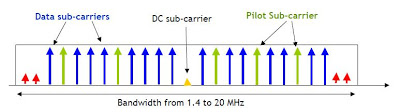 Data sub-carriers
DC sub-carrier
Pilot Sub-carrier
Bandwidth from 1.4 to 20 MHz